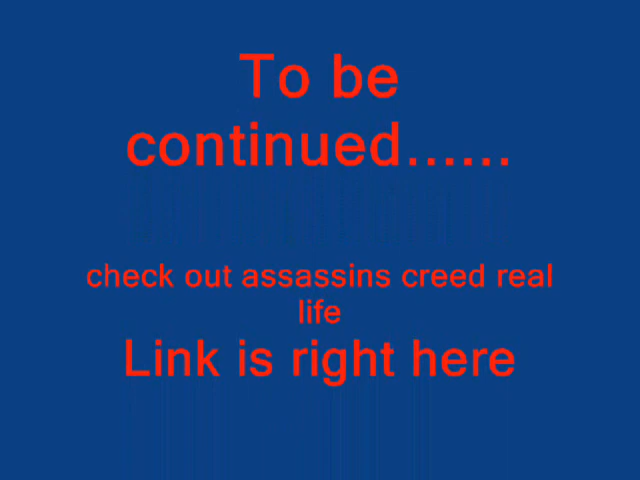 To be
continued......
check out assassins creed real
life
Link is right here